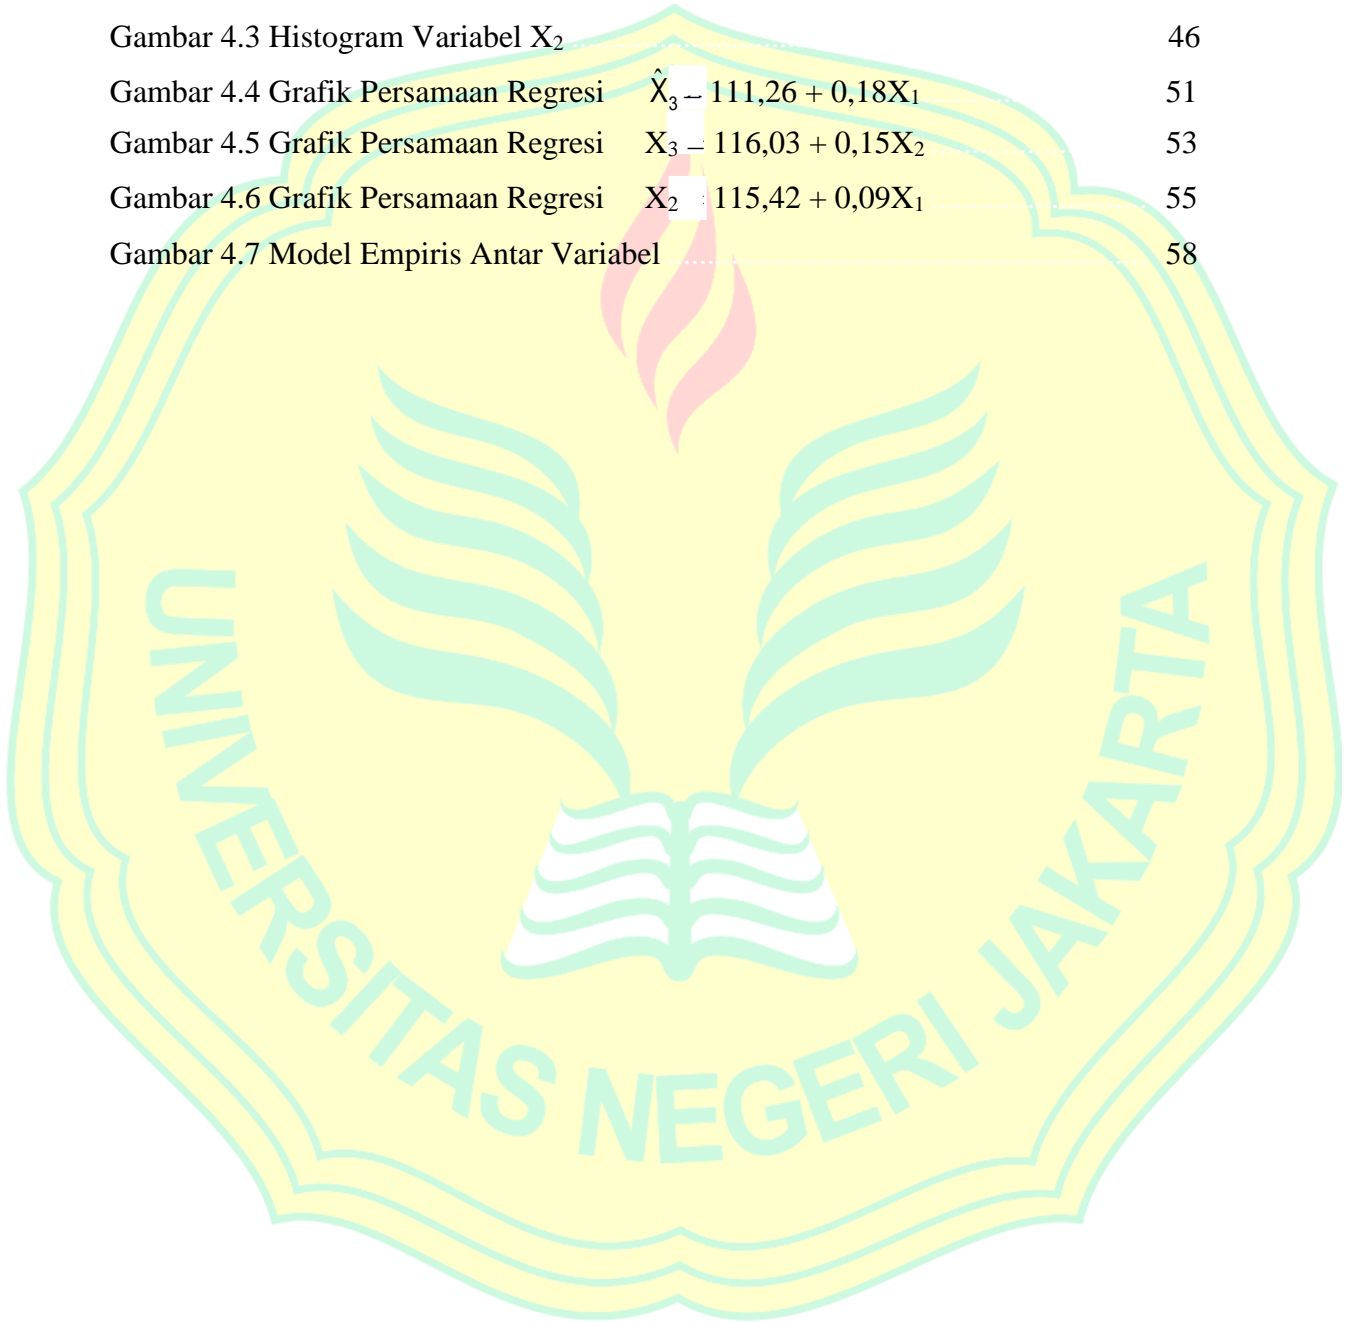 Gambar 4.3 Histogram Variabel X₂ 46
Gambar 4.4 Grafik Persamaan Regresi X̂₃ = 111,26 + 0,18X₁ 51
Gambar 4.5 Grafik Persamaan Regresi X₃ = 116,03 + 0,15X₂ 53
Gambar 4.6 Grafik Persamaan Regresi X₂ = 115,42 + 0,09X₁ 55
Gambar 4.7 Model Empiris Antar Variabel 58
UNIVERSITAS NEGERI JAKARTA